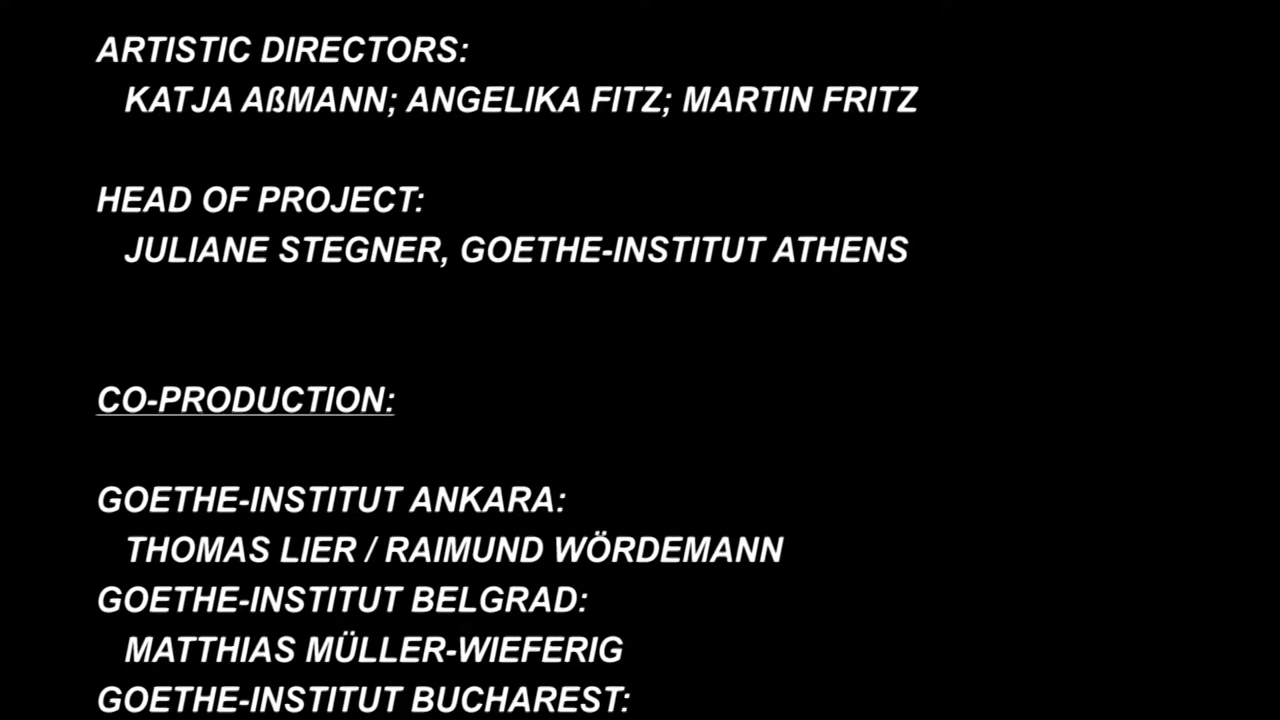 ARTISTIC DIRECTORS:
KATJA AßMANN; ANGELIKA FITZ; MARTIN FRITZ
HEAD OF PROJECT:
JULIANE STEGNER, GOETHE-INSTITUT ATHENS
CO-PRODUCTION:
GOETHE-INSTITUT ANKARA:
THOMAS LIER / RAIMUND WÖRDEMANN
GOETHE-INSTITUT BELGRAD:
MATTHIAS MÜLLER-WIEFERIG
GOETHE-INSTITUT BUCHAREST: